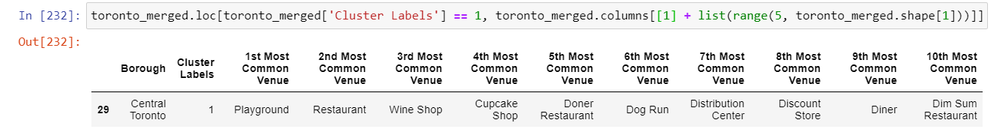 In [232]: toronto_merged.loc[toronto_merged['Cluster Labels'] == 1, toronto_merged.columns[[1] + list(range(5, toronto_merged.shape[1]))]]
Out[232]:
Borough Cluster Labels 1st Most Common Venue 2nd Most Common Venue 3rd Most Common Venue 4th Most Common Venue 5th Most Common Venue 6th Most Common Venue 7th Most Common Venue 8th Most Common Venue 9th Most Common Venue 10th Most Common Venue
29 Central Toronto 1 Playground Restaurant Wine Shop Cupcake Shop Doner Restaurant Dog Run Distribution Center Discount Store Diner Dim Sum Restaurant